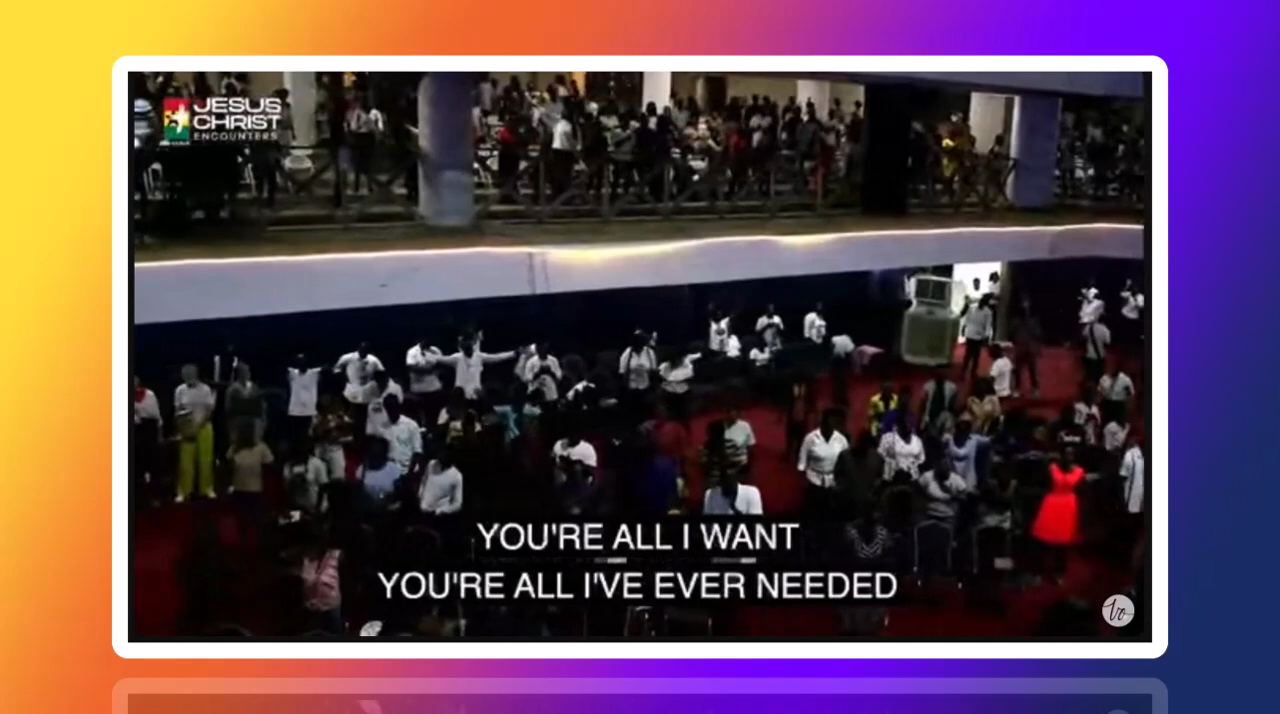 JESUS
CHRIST
ENCOUNTERS
YOU'RE ALL I WANT
YOU'RE ALL I'VE EVER NEEDED